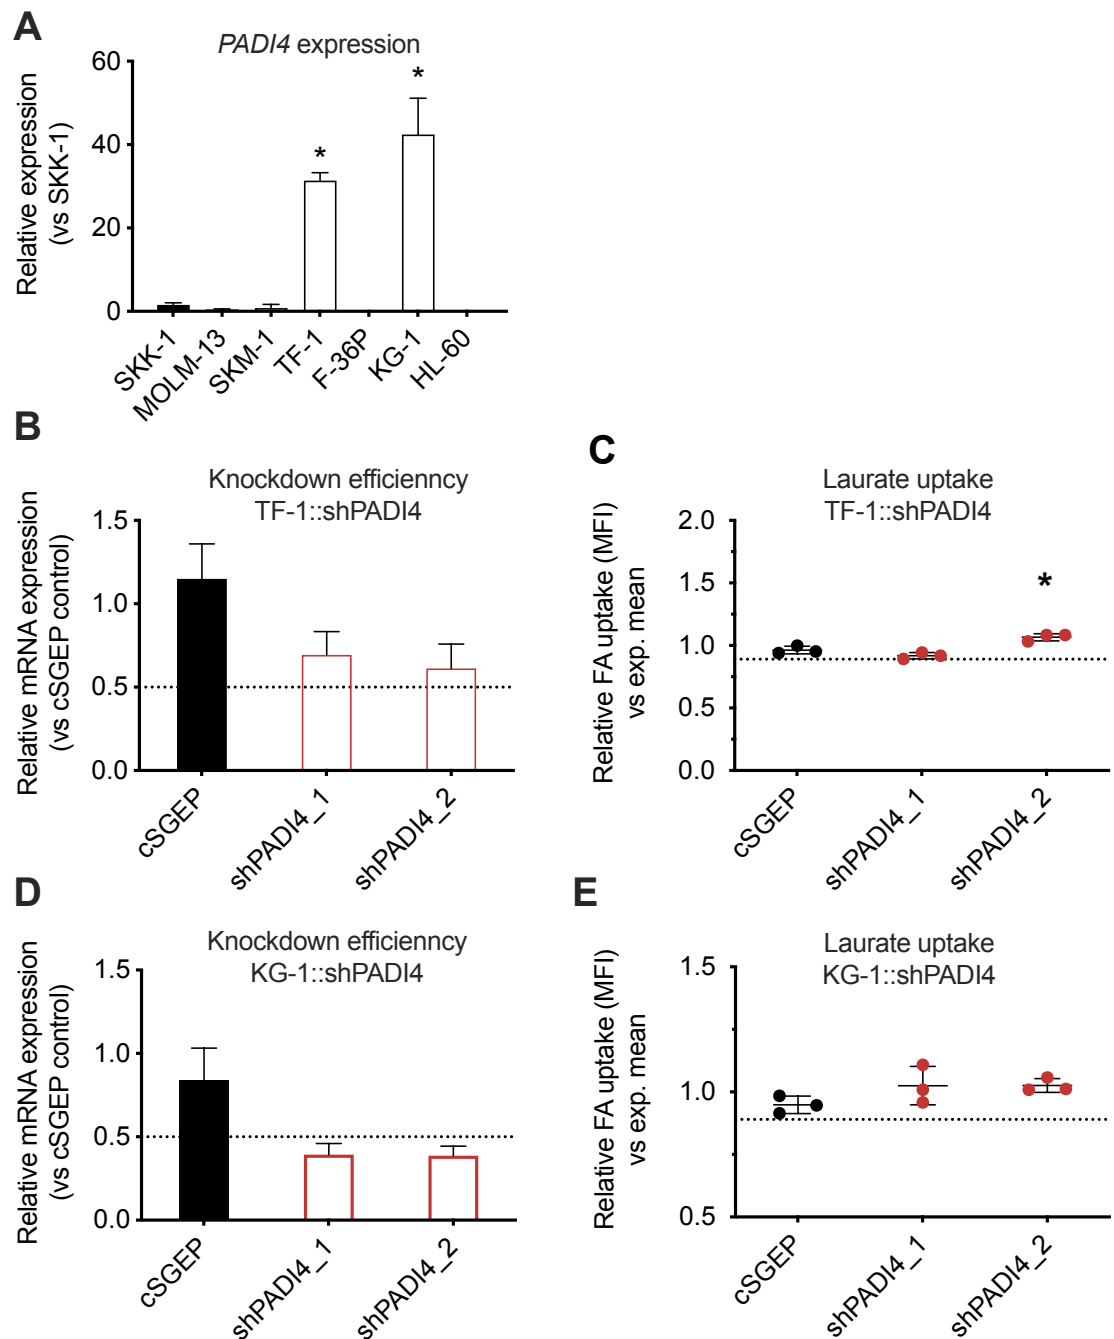 A
PADI4 expression
Relative expression
(vs SKK-1)
60
40
20
0
*
*
SKK-1
MOLM-13
SKM-1
TF-1
F-36P
KG-1
HL-60
B
Knockdown efficienncy
TF-1::shPADI4
Relative mRNA expression
(vs cSGEP control)
1.5
1.0
0.5
0.0
cSGEP
shPADI4_1
shPADI4_2
C
Laurate uptake
TF-1::shPADI4
Relative FA uptake (MFI)
vs exp. mean
2.0
1.5
1.0
0.5
0.0
*
cSGEP
shPADI4_1
shPADI4_2
D
Knockdown efficienncy
KG-1::shPADI4
Relative mRNA expression
(vs cSGEP control)
1.5
1.0
0.5
0.0
cSGEP
shPADI4_1
shPADI4_2
E
Laurate uptake
KG-1::shPADI4
Relative FA uptake (MFI)
vs exp. mean
1.5
1.0
0.5
cSGEP
shPADI4_1
shPADI4_2